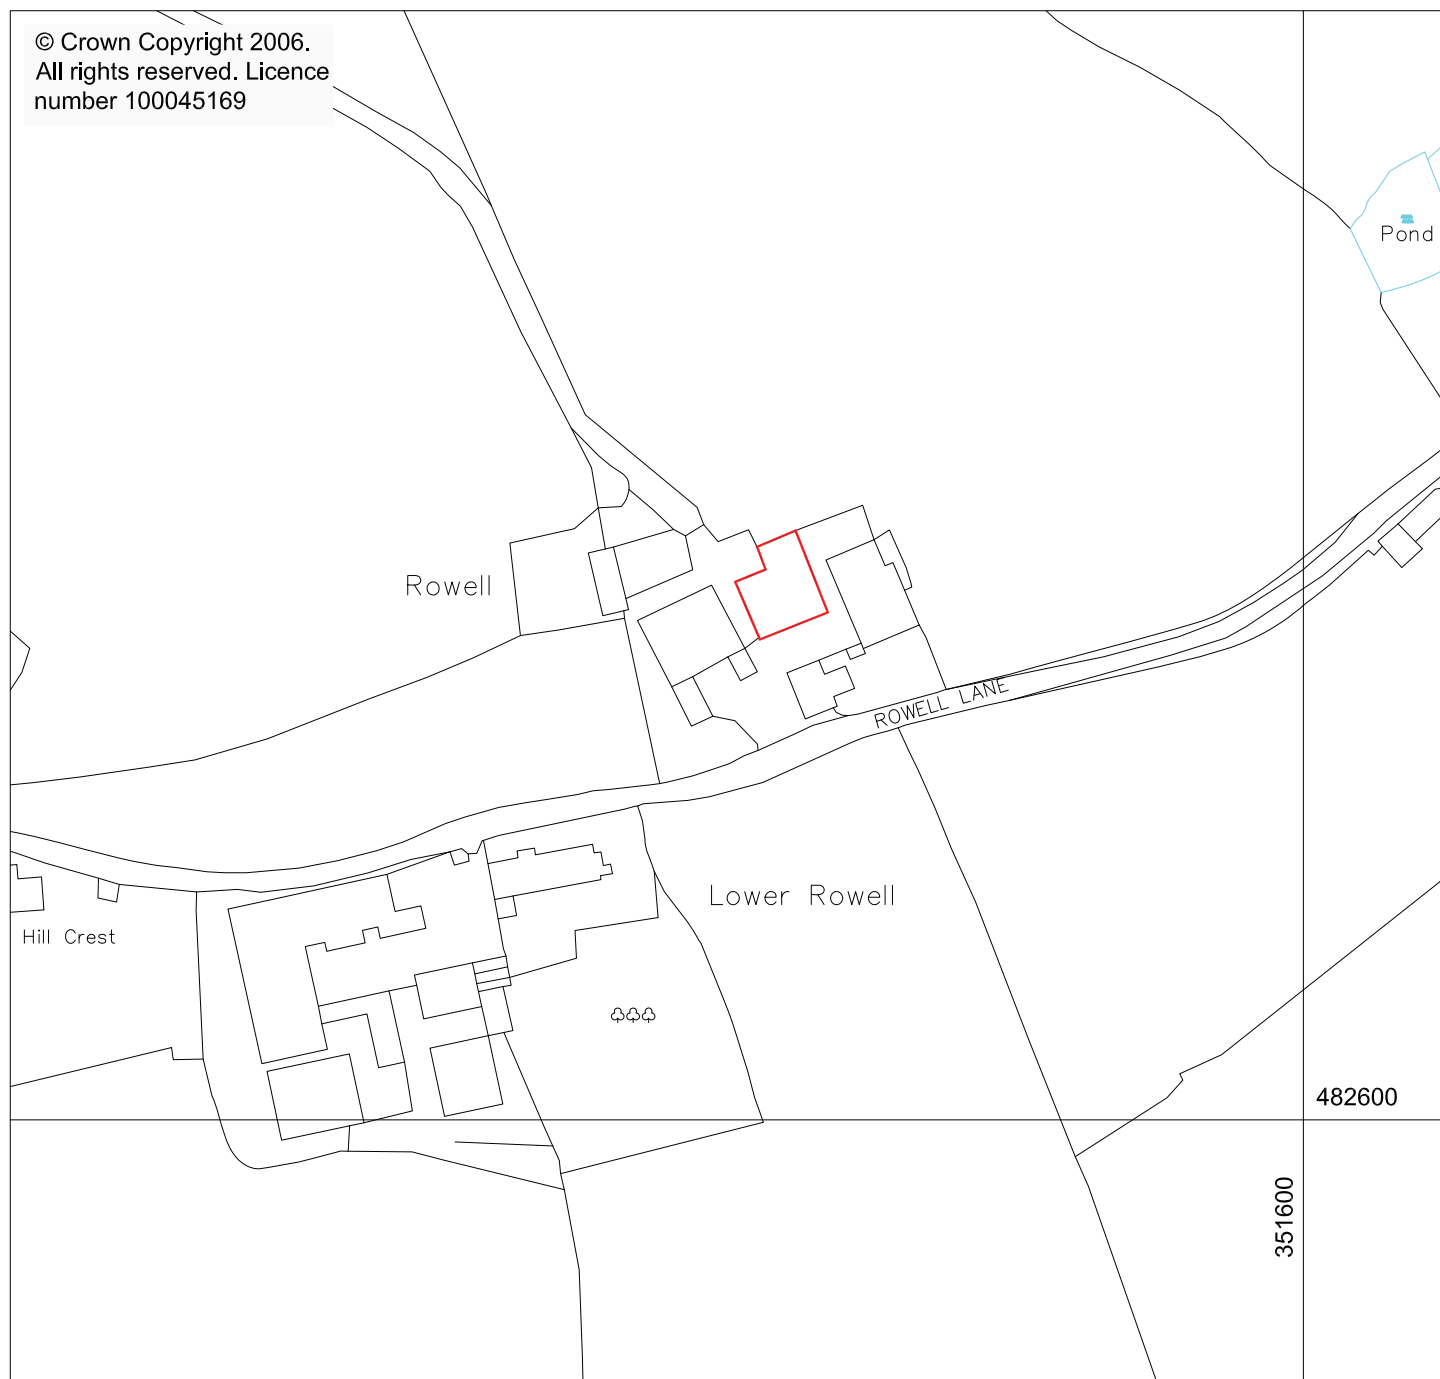 © Crown Copyright 2006.
All rights reserved. Licence
number 100045169
Pond
Rowell
ROWELL LANE
Lower Rowell
Hill Crest
482600
351600